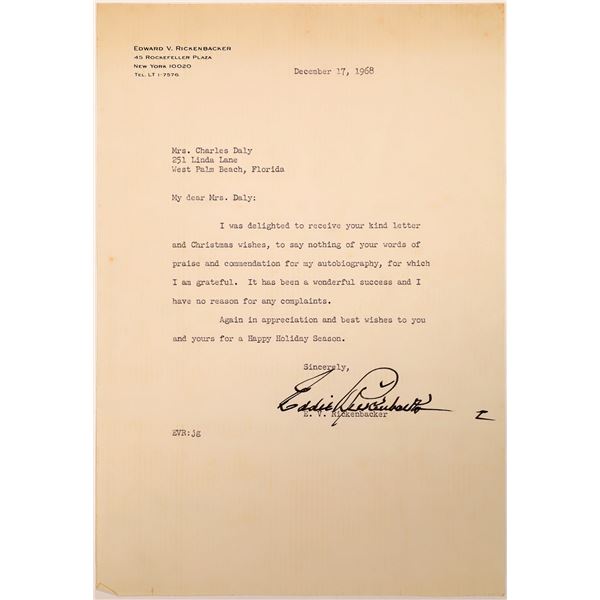 EDWARD V. RICKENBACKER
45 ROCKEFELLER PLAZA
NEW YORK 10020
TEL. LT 1-7576
December 17, 1968
Mrs. Charles Daly
251 Linda Lane
West Palm Beach, Florida
My dear Mrs. Daly:
I was delighted to receive your kind letter
and Christmas wishes, to say nothing of your words of
praise and commendation for my autobiography, for which
I am grateful. It has been a wonderful success and I
have no reason for any complaints.
Again in appreciation and best wishes to you
and yours for a Happy Holiday Season.
Sincerely,
Eddie Rickenbacker
E. V. Rickenbacker
EVR:jg